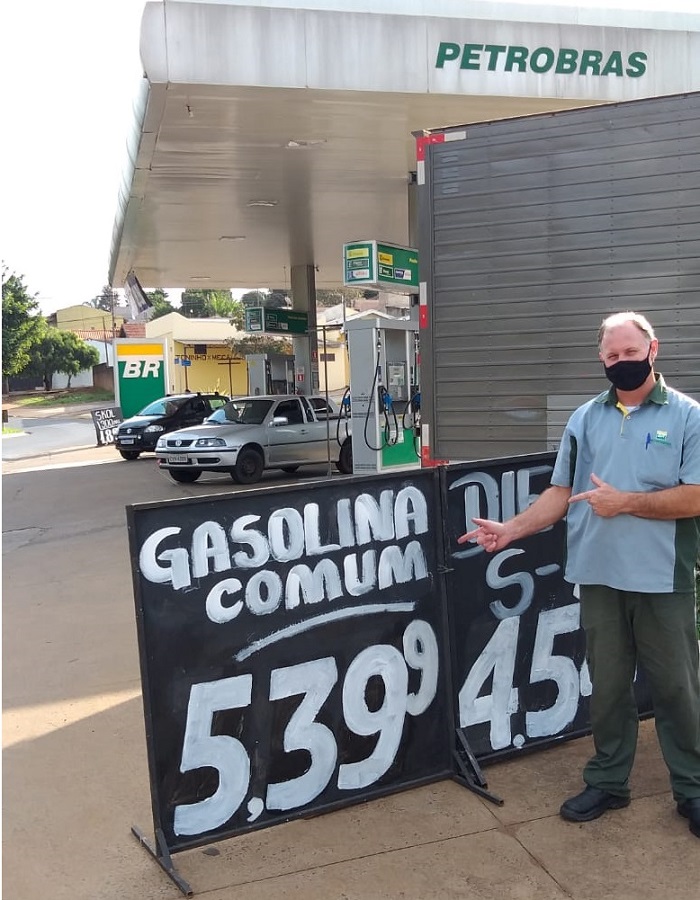 PETROBRAS
BR
SKOL
GASOLINA
COMUM
5,399
DIE
S-
4,5